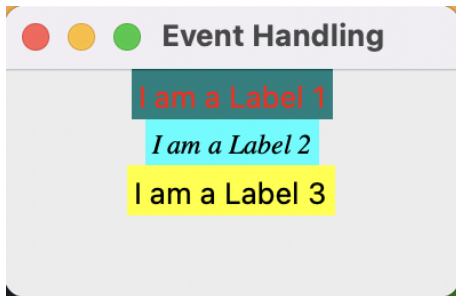 Event Handling
I am a Label 1
I am a Label 2
I am a Label 3